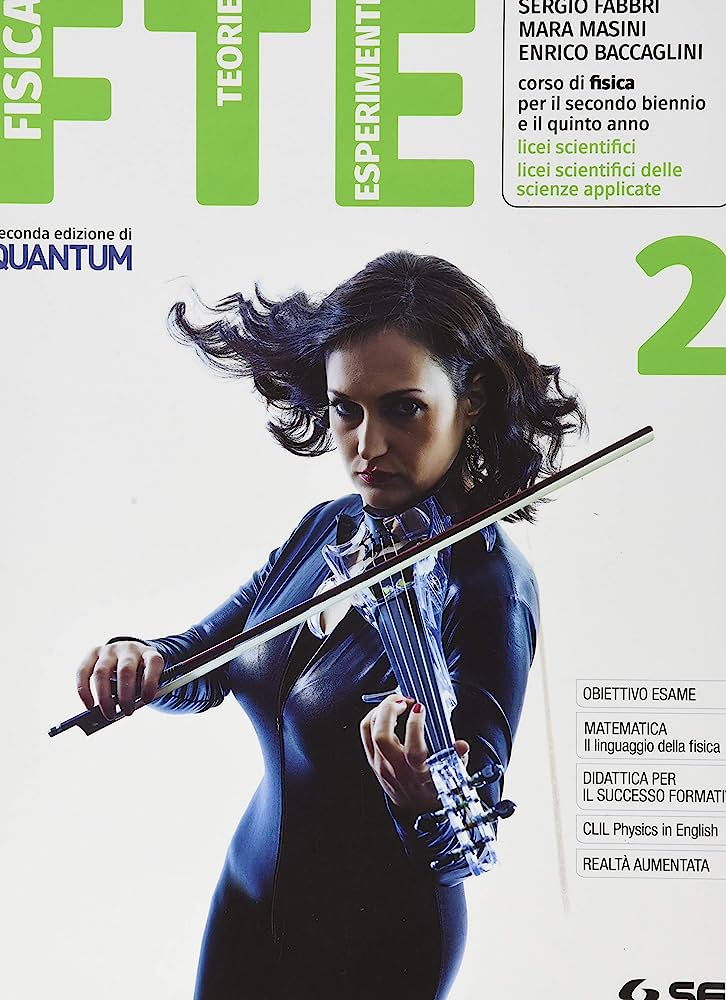 FISICA
FTE
TEORIE
ESPERIMENTI
SERGIO FABBRI
MARA MASINI
ENRICO BACCAGLINI
corso di fisica
per il secondo biennio
e il quinto anno
licei scientifici
licei scientifici delle
scienze applicate
econda edizione di
QUANTUM
2
OBIETTIVO ESAME
MATEMATICA
Il linguaggio della fisica
DIDATTICA PER
IL SUCCESSO FORMATI
CLIL Physics in English
REALTÀ AUMENTATA
SE